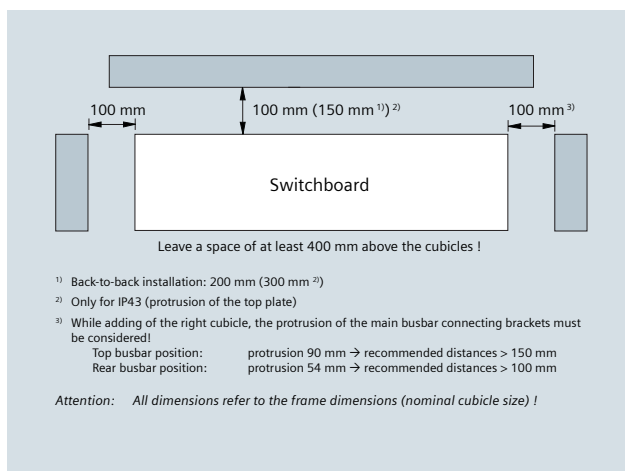 100 mm
100 mm (150 mm ¹⁾) ²⁾
100 mm ³⁾
Switchboard
Leave a space of at least 400 mm above the cubicles !
¹⁾ Back-to-back installation: 200 mm (300 mm ²⁾)
²⁾ Only for IP43 (protrusion of the top plate)
³⁾ While adding of the right cubicle, the protrusion of the main busbar connecting brackets must
be considered!
Top busbar position: protrusion 90 mm → recommended distances > 150 mm
Rear busbar position: protrusion 54 mm → recommended distances > 100 mm
Attention: All dimensions refer to the frame dimensions (nominal cubicle size) !